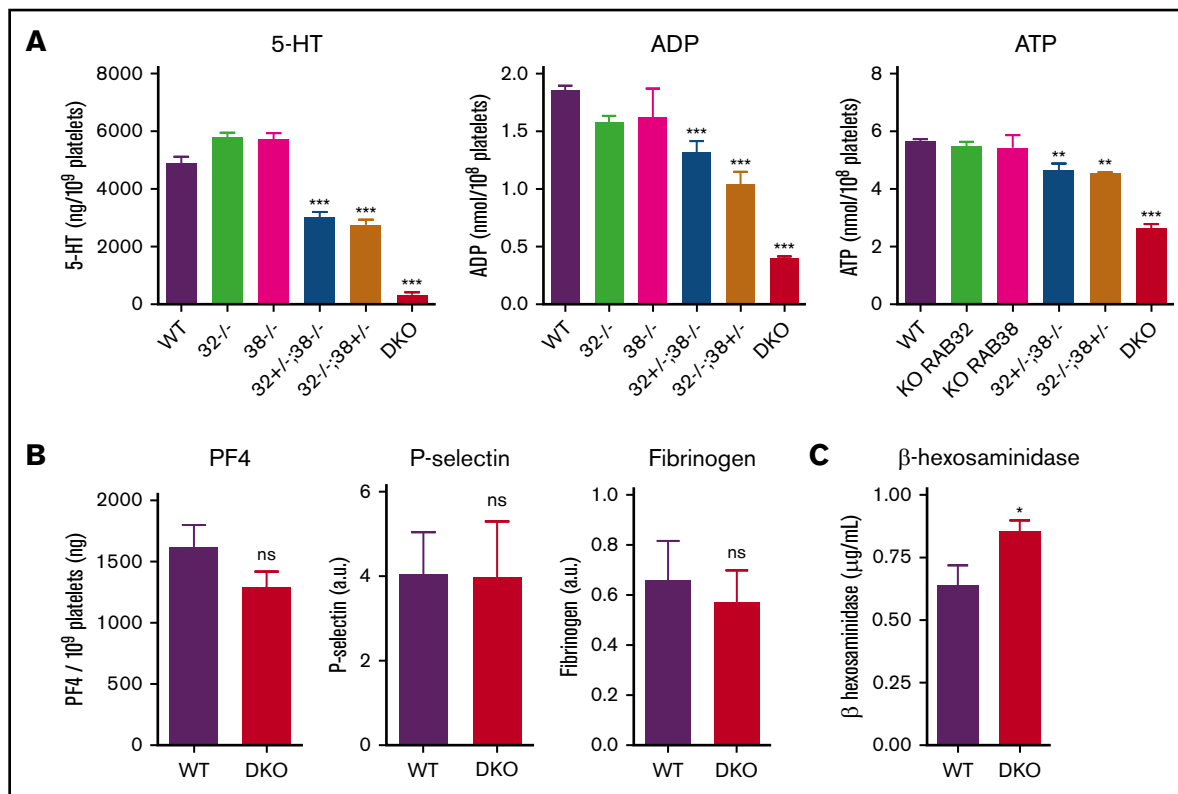 A
5-HT
ADP
ATP
5-HT (ng/10⁹ platelets)
8000
6000
4000
2000
0
***
***
***
WT
32-/-
38-/-
32+/-;38-/-
32-/-;38+/-
DKO
ADP (nmol/10⁸ platelets)
2.0
1.5
1.0
0.5
0.0
***
***
***
WT
32-/-
38-/-
32+/-;38-/-
32-/-;38+/-
DKO
ATP (nmol/10⁸ platelets)
8
6
4
2
0
**
**
***
WT
KO RAB32
KO RAB38
32+/-;38-/-
32-/-;38+/-
DKO
B
PF4
P-selectin
Fibrinogen
C
β-hexosaminidase
PF4 / 10⁹ platelets (ng)
2000
1500
1000
500
0
ns
WT
DKO
P-selectin (a.u.)
6
4
2
0
ns
WT
DKO
Fibrinogen (a.u.)
1.0
0.8
0.6
0.4
0.2
0.0
ns
WT
DKO
β hexosaminidase (μg/mL)
1.00
0.75
0.50
0.25
0.00
*
WT
DKO